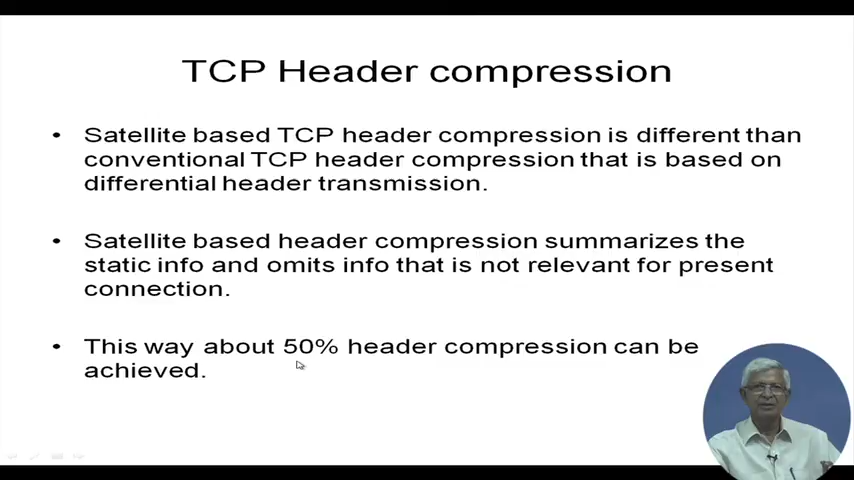 TCP Header compression
• Satellite based TCP header compression is different than
conventional TCP header compression that is based on
differential header transmission.
• Satellite based header compression summarizes the
static info and omits info that is not relevant for present
connection.
• This way about 50% header compression can be
achieved.